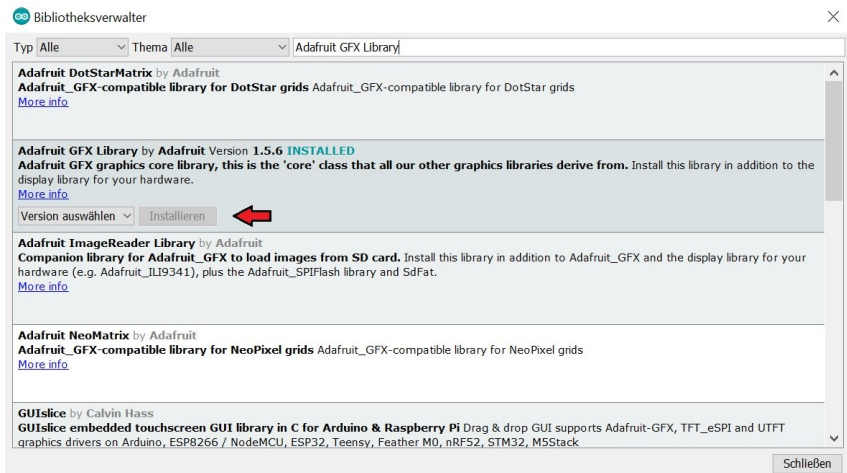 Bibliotheksverwalter
Typ Alle Thema Alle Adafruit GFX Library
Adafruit DotStarMatrix by Adafruit
Adafruit_GFX-compatible library for DotStar grids Adafruit_GFX-compatible library for DotStar grids
More info
Adafruit GFX Library by Adafruit Version 1.5.6 INSTALLED
Adafruit GFX graphics core library, this is the 'core' class that all our other graphics libraries derive from. Install this library in addition to the
display library for your hardware.
More info
Version auswählen Installieren
Adafruit ImageReader Library by Adafruit
Companion library for Adafruit_GFX to load images from SD card. Install this library in addition to Adafruit_GFX and the display library for your
hardware (e.g. Adafruit_ILI9341), plus the Adafruit_SPIFlash library and SdFat.
More info
Adafruit NeoMatrix by Adafruit
Adafruit_GFX-compatible library for NeoPixel grids Adafruit_GFX-compatible library for NeoPixel grids
More info
GUIslice by Calvin Hass
GUIslice embedded touchscreen GUI library in C for Arduino & Raspberry Pi Drag & drop GUI supports Adafruit-GFX, TFT_eSPI and UTFT
graphics drivers on Arduino, ESP8266 / NodeMCU, ESP32, Teensy, Feather M0, nRF52, STM32, M5Stack
Schließen